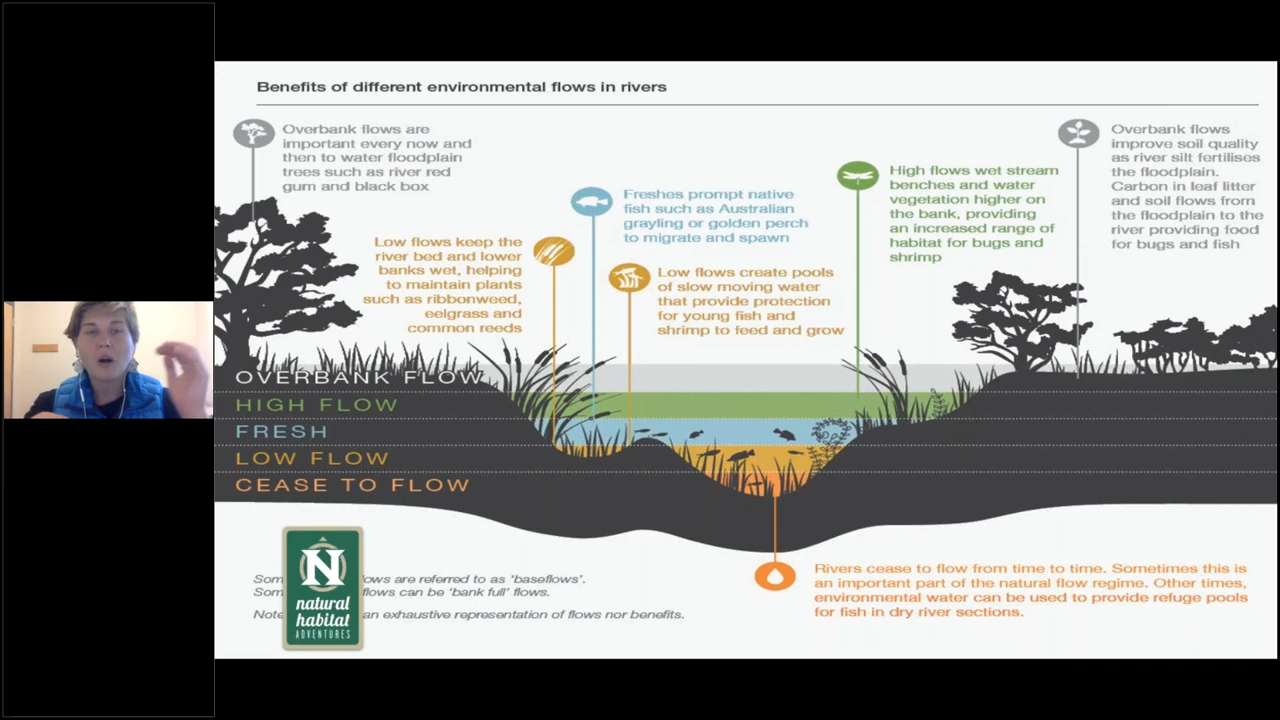 Benefits of different environmental flows in rivers
Overbank flows are
important every now and
then to water floodplain
trees such as river red
gum and black box
Low flows keep the
river bed and lower
banks wet, helping
to maintain plants
such as ribbonweed,
eelgrass and
common reeds
Freshes prompt native
fish such as Australian
grayling or golden perch
to migrate and spawn
Low flows create pools
of slow moving water
that provide protection
for young fish and
shrimp to feed and grow
High flows wet stream
benches and water
vegetation higher on
the bank, providing
an increased range of
habitat for bugs and
shrimp
Overbank flows
improve soil quality
as river silt fertilises
the floodplain.
Carbon in leaf litter
and soil flows from
the floodplain to the
river providing food
for bugs and fish
OVERBANK FLOW
HIGH FLOW
FRESH
LOW FLOW
CEASE TO FLOW
Rivers cease to flow from time to time. Sometimes this is
an important part of the natural flow regime. Other times,
environmental water can be used to provide refuge pools
for fish in dry river sections.
are referred to as 'baseflows'.
flows can be 'bank full' flows.
Note an exhaustive representation of flows nor benefits.
N
natural
habitat
ADVENTURES